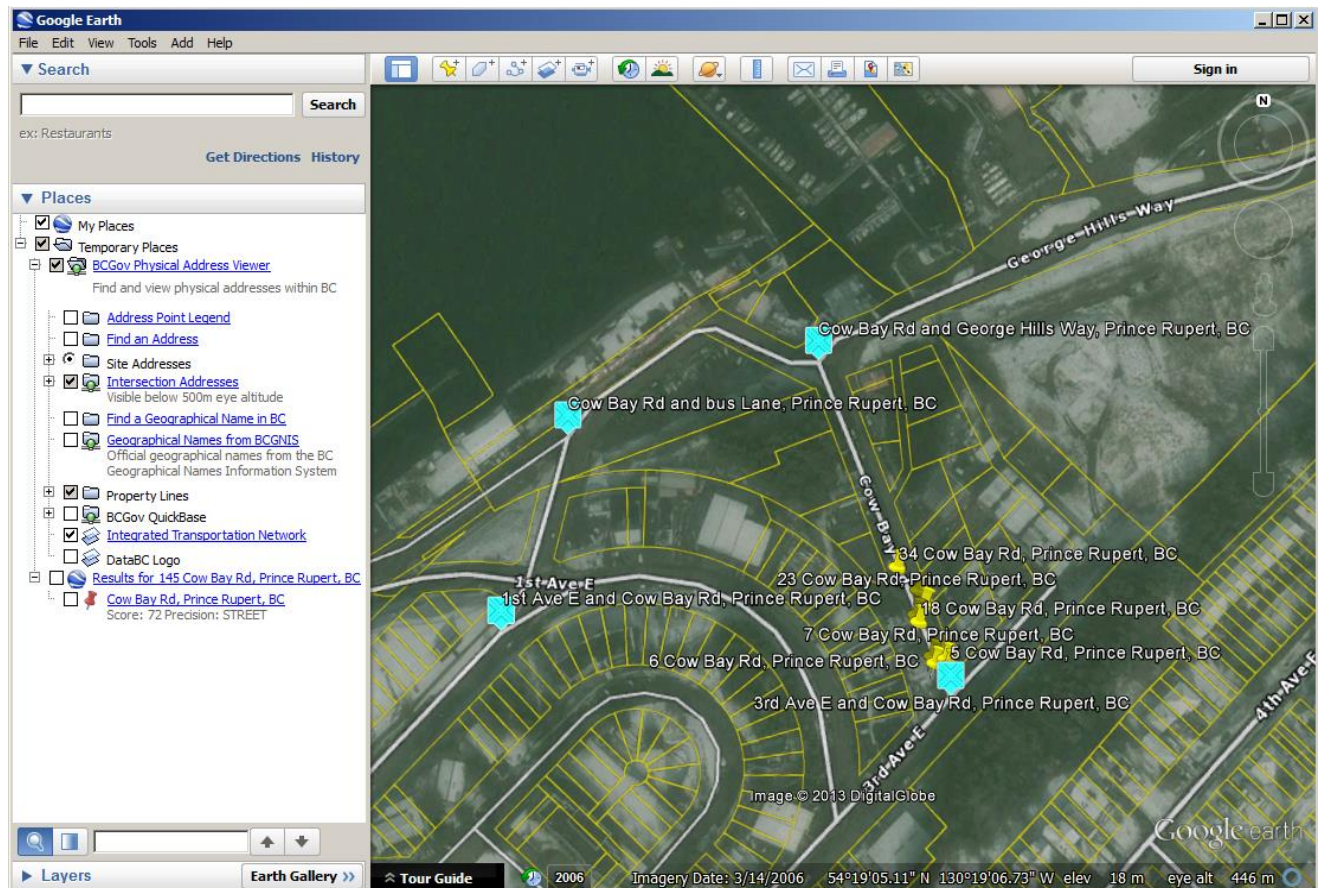 Google Earth
File Edit View Tools Add Help
Search
Search
ex: Restaurants
Get Directions History
Places
My Places
Temporary Places
BCGov Physical Address Viewer
Find and view physical addresses within BC
Address Point Legend
Find an Address
Site Addresses
Intersection Addresses
Visible below 500m eye altitude
Find a Geographical Name in BC
Geographical Names from BCGNIS
Official geographical names from the BC
Geographical Names Information System
Property Lines
BCGov QuickBase
Integrated Transportation Network
DataBC Logo
Results for 145 Cow Bay Rd, Prince Rupert, BC
Cow Bay Rd, Prince Rupert, BC
Score: 72 Precision: STREET
Layers
Earth Gallery >>
Sign in
N
George Hills Way
Cow Bay Rd and George Hills Way, Prince Rupert, BC
Cow Bay Rd and bus Lane, Prince Rupert, BC
Cow Bay
34 Cow Bay Rd, Prince Rupert, BC
23 Cow Bay Rd, Prince Rupert, BC
1st Ave E
1st Ave E and Cow Bay Rd, Prince Rupert, BC
18 Cow Bay Rd, Prince Rupert, BC
7 Cow Bay Rd, Prince Rupert, BC
5 Cow Bay Rd, Prince Rupert, BC
6 Cow Bay Rd, Prince Rupert, BC
3rd Ave E and Cow Bay Rd, Prince Rupert, BC
4th Ave E
3rd Ave E
Image © 2013 DigitalGlobe
Google earth
Tour Guide
2006
Imagery Date: 3/14/2006 54°19'05.11" N 130°19'06.73" W elev 18 m eye alt 446 m